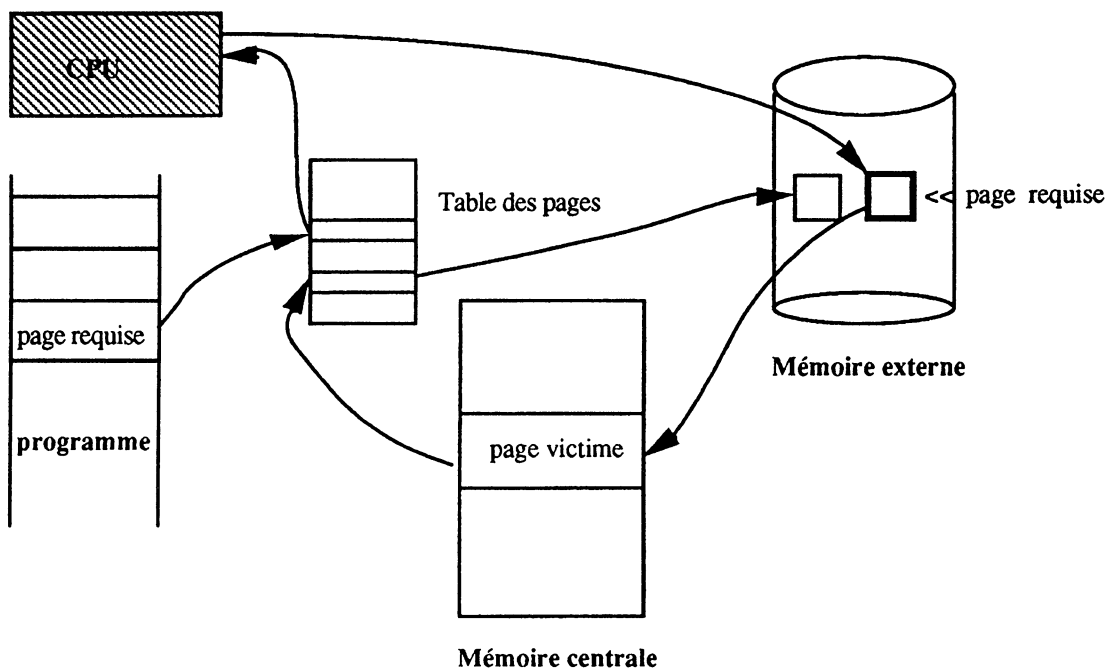 CPU
Table des pages
<< page requise
page requise
Mémoire externe
programme
page victime
Mémoire centrale